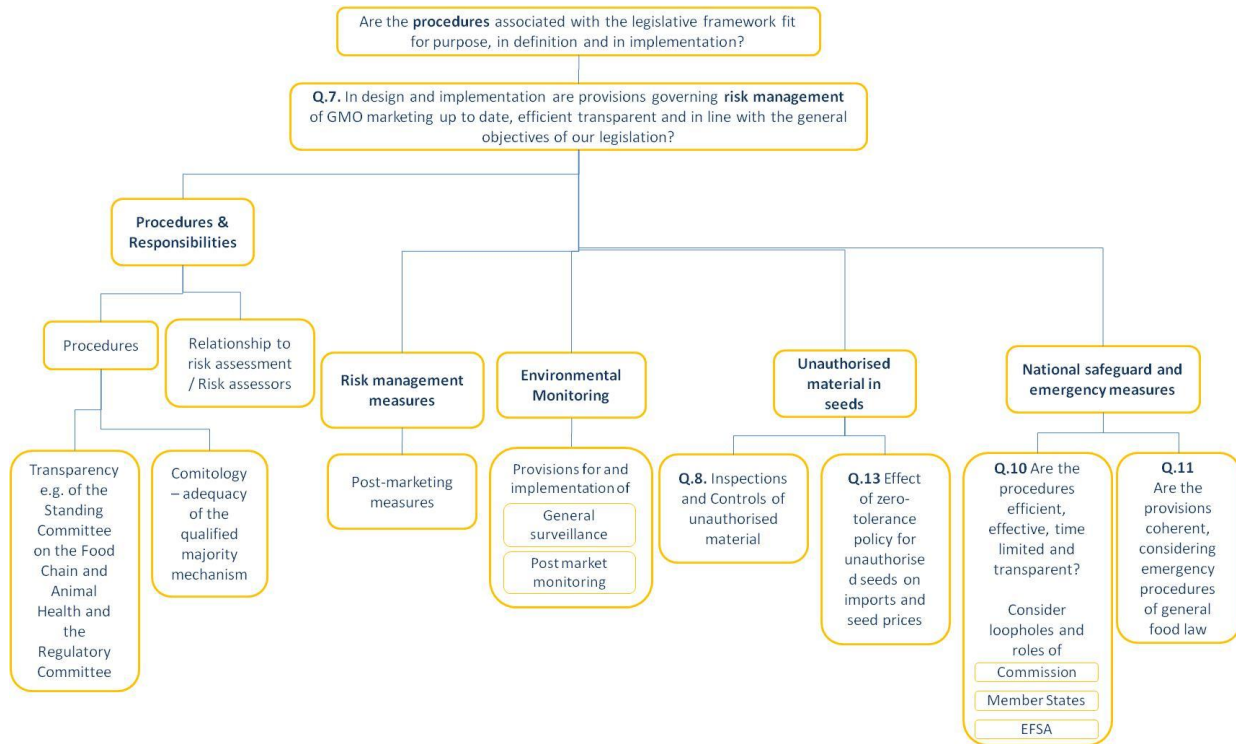 Are the procedures associated with the legislative framework fit
for purpose, in definition and in implementation?
Q.7. In design and implementation are provisions governing risk management
of GMO marketing up to date, efficient transparent and in line with the general
objectives of our legislation?
Procedures &
Responsibilities
Procedures
Relationship to
risk assessment
/ Risk assessors
Risk management
measures
Environmental
Monitoring
Unauthorised
material in
seeds
National safeguard and
emergency measures
Transparency
e.g. of the
Standing
Committee
on the Food
Chain and
Animal
Health and
the
Regulatory
Committee
Comitology
– adequacy
of the
qualified
majority
mechanism
Post-marketing
measures
Provisions for and
implementation of
General
surveillance
Post market
monitoring
Q.8. Inspections
and Controls of
unauthorised
material
Q.13 Effect
of zero-
tolerance
policy for
unauthorise
d seeds on
imports and
seed prices
Q.10 Are the
procedures
efficient,
effective, time
limited and
transparent?
Consider
loopholes and
roles of
Commission
Member States
EFSA
Q.11
Are the
provisions
coherent,
considering
emergency
procedures
of general
food law